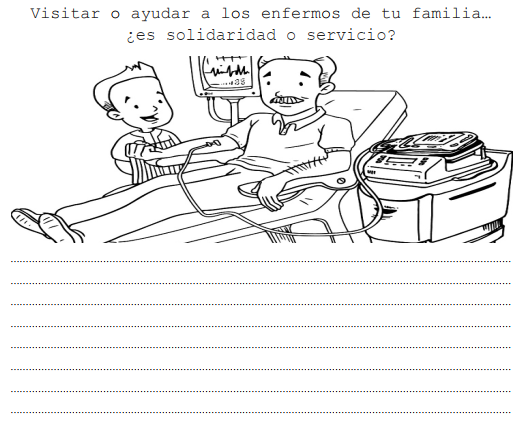 Visitar o ayudar a los enfermos de tu familia…
¿es solidaridad o servicio?